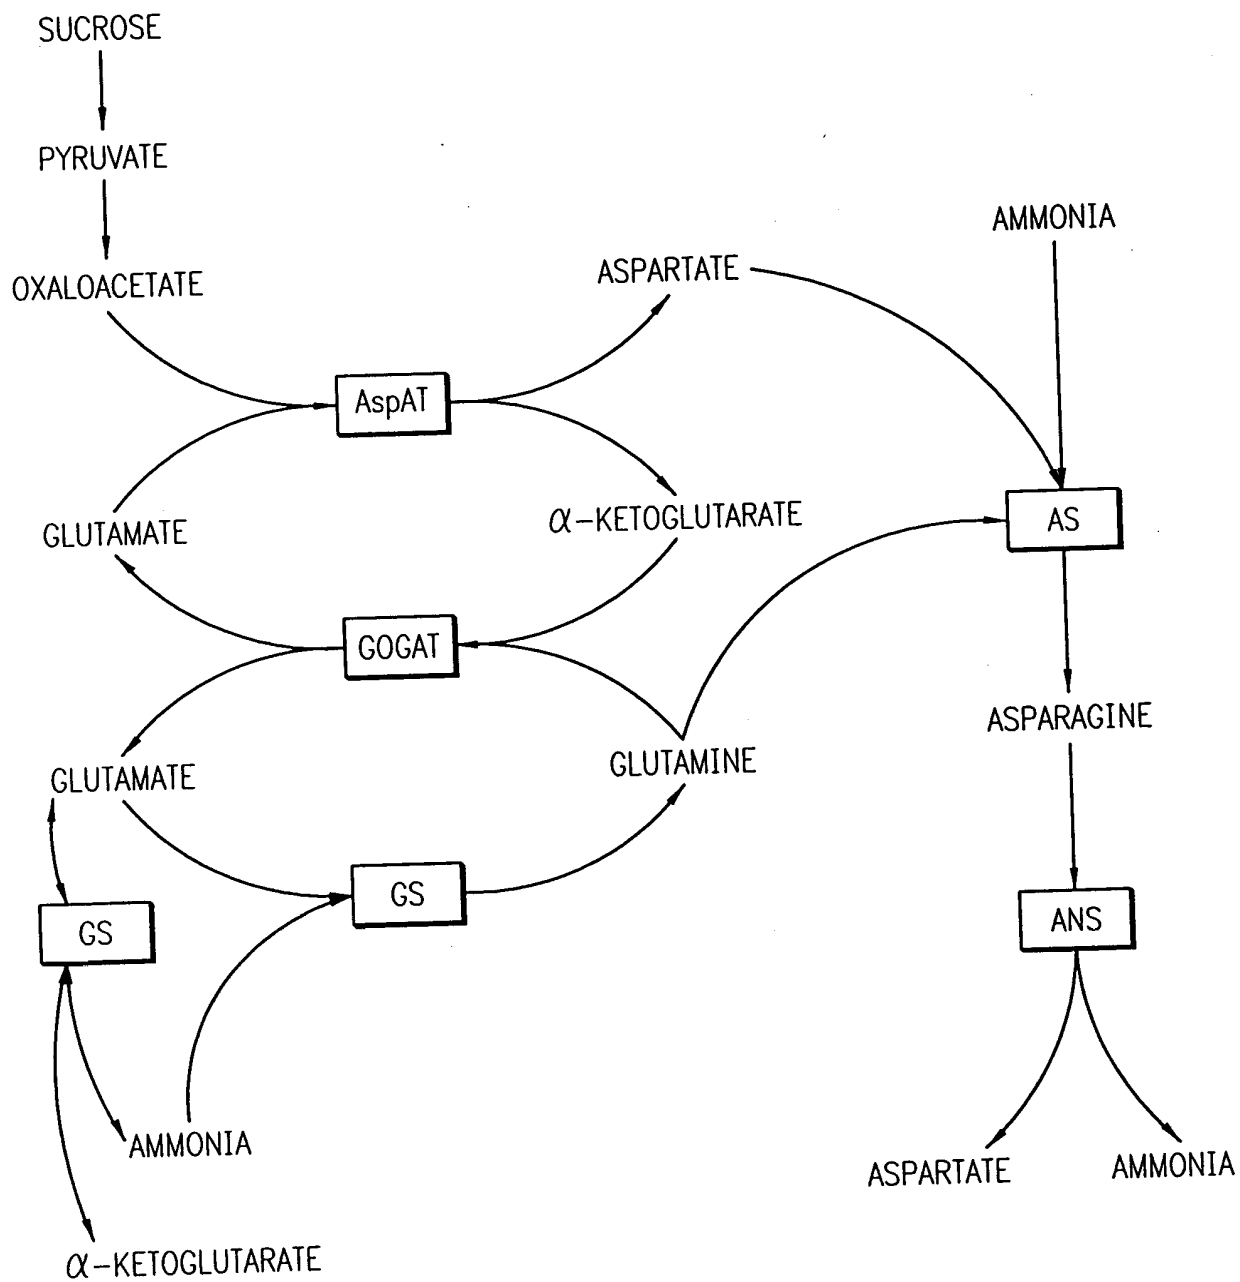 SUCROSE
PYRUVATE
AMMONIA
OXALOACETATE
ASPARTATE
AspAT
GLUTAMATE
α-KETOGLUTARATE
AS
GOGAT
ASPARAGINE
GLUTAMATE
GLUTAMINE
GS
GS
ANS
AMMONIA
ASPARTATE
AMMONIA
α-KETOGLUTARATE